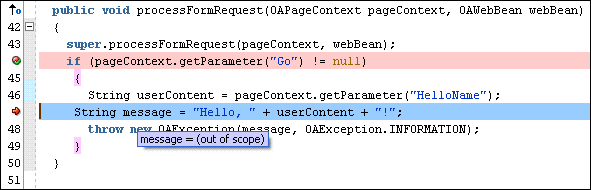 public void processFormRequest(OAPageContext pageContext, OAWebBean webBean)
42 {
43 super.processFormRequest(pageContext, webBean);
if (pageContext.getParameter("Go") != null)
45 {
46 String userContent = pageContext.getParameter("HelloName");
String message = "Hello, " + userContent + "!";
48 throw new OAException(message, OAException.INFORMATION);
message = (out of scope)
49 }
50 }
51